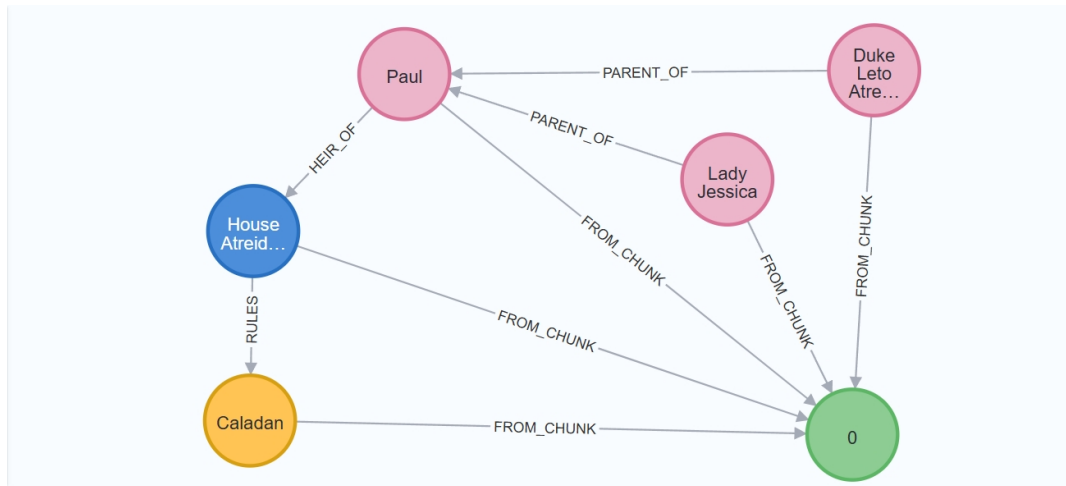 Paul
PARENT_OF
Duke
Leto
Atre…
PARENT_OF
HEIR_OF
Lady
Jessica
House
Atreid…
FROM_CHUNK
FROM_CHUNK
FROM_CHUNK
RULES
FROM_CHUNK
Caladan
FROM_CHUNK
0